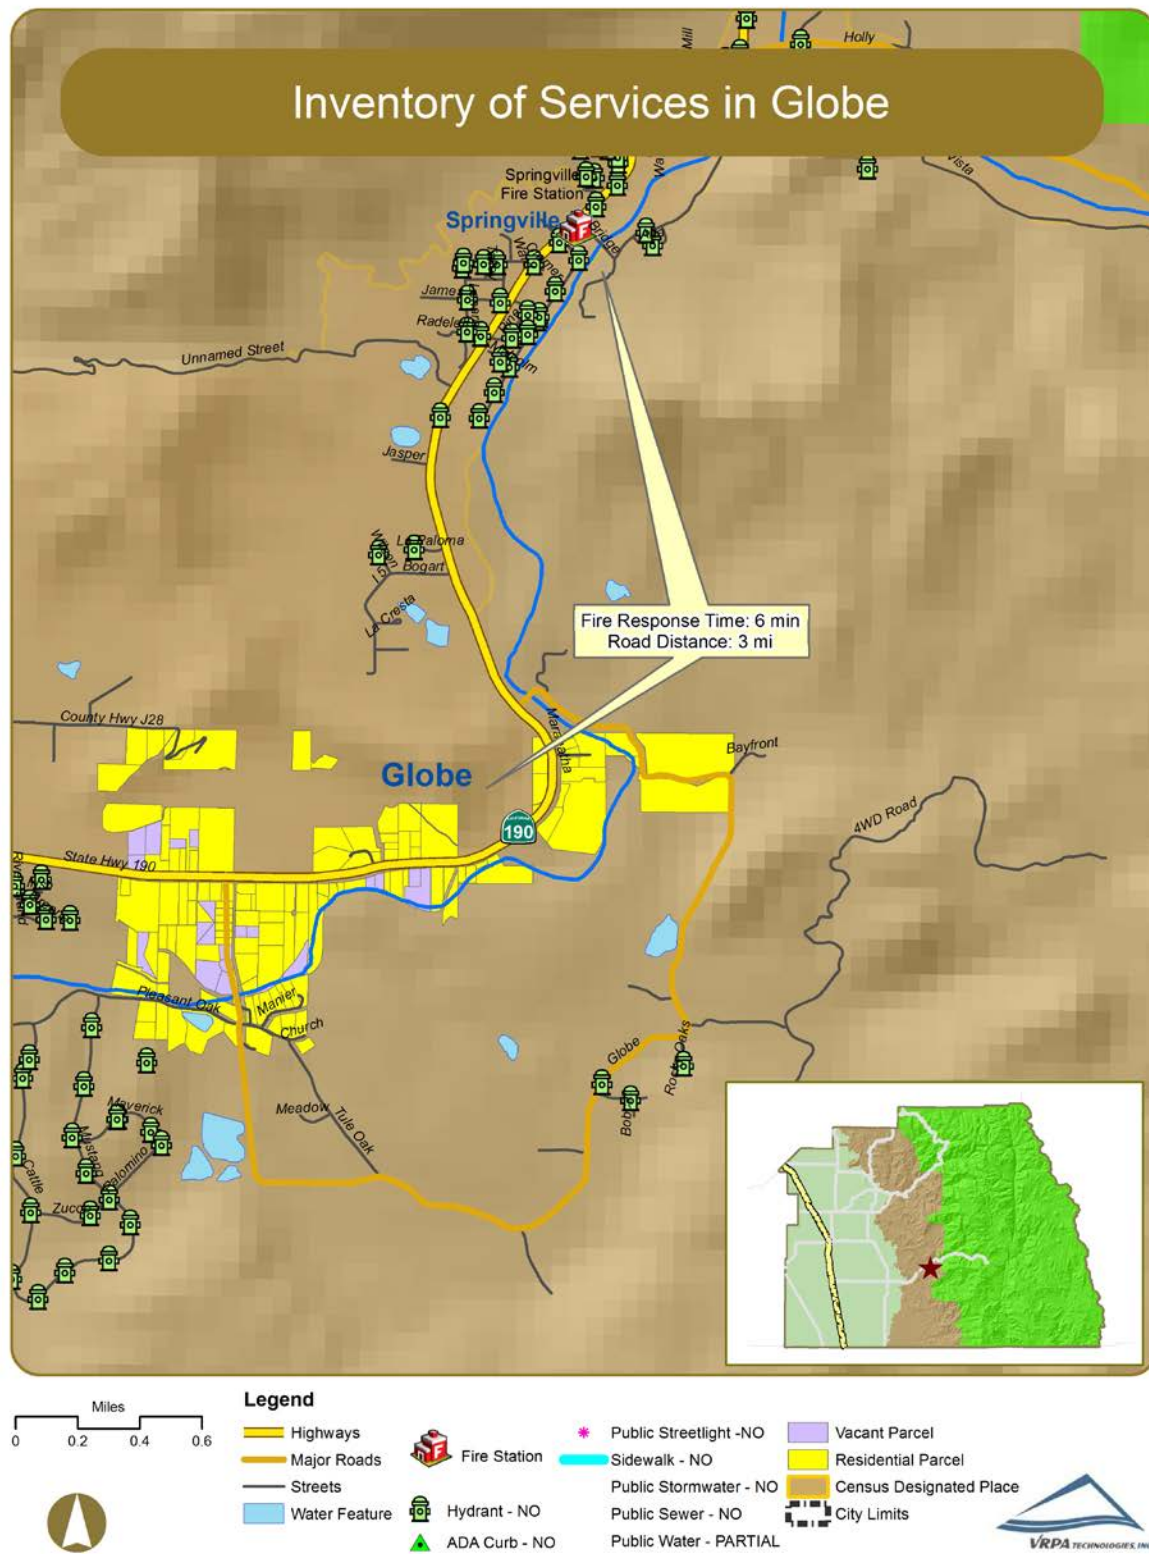 Mill
Holly
Inventory of Services in Globe
Wa
Vista
Springville
Fire Station
Springville
Bridge
Jame
Radele
Unnamed Street
Jasper
La Paloma
Bogart
La Cresta
Fire Response Time: 6 min
Road Distance: 3 mi
County Hwy J28
Bayfront
Globe
190
4WD Road
State Hwy 190
Pleasant Oak
Manier
Church
Globe
Meadow
Tule Oak
Maverick
Mustang
Palomino
Cattle
Legend
Miles
0 0.2 0.4 0.6
Highways
Major Roads
Streets
Water Feature
Fire Station
Hydrant - NO
ADA Curb - NO
Public Streetlight -NO
Sidewalk - NO
Public Stormwater - NO
Public Sewer - NO
Public Water - PARTIAL
Vacant Parcel
Residential Parcel
Census Designated Place
City Limits
VRPA TECHNOLOGIES, INC